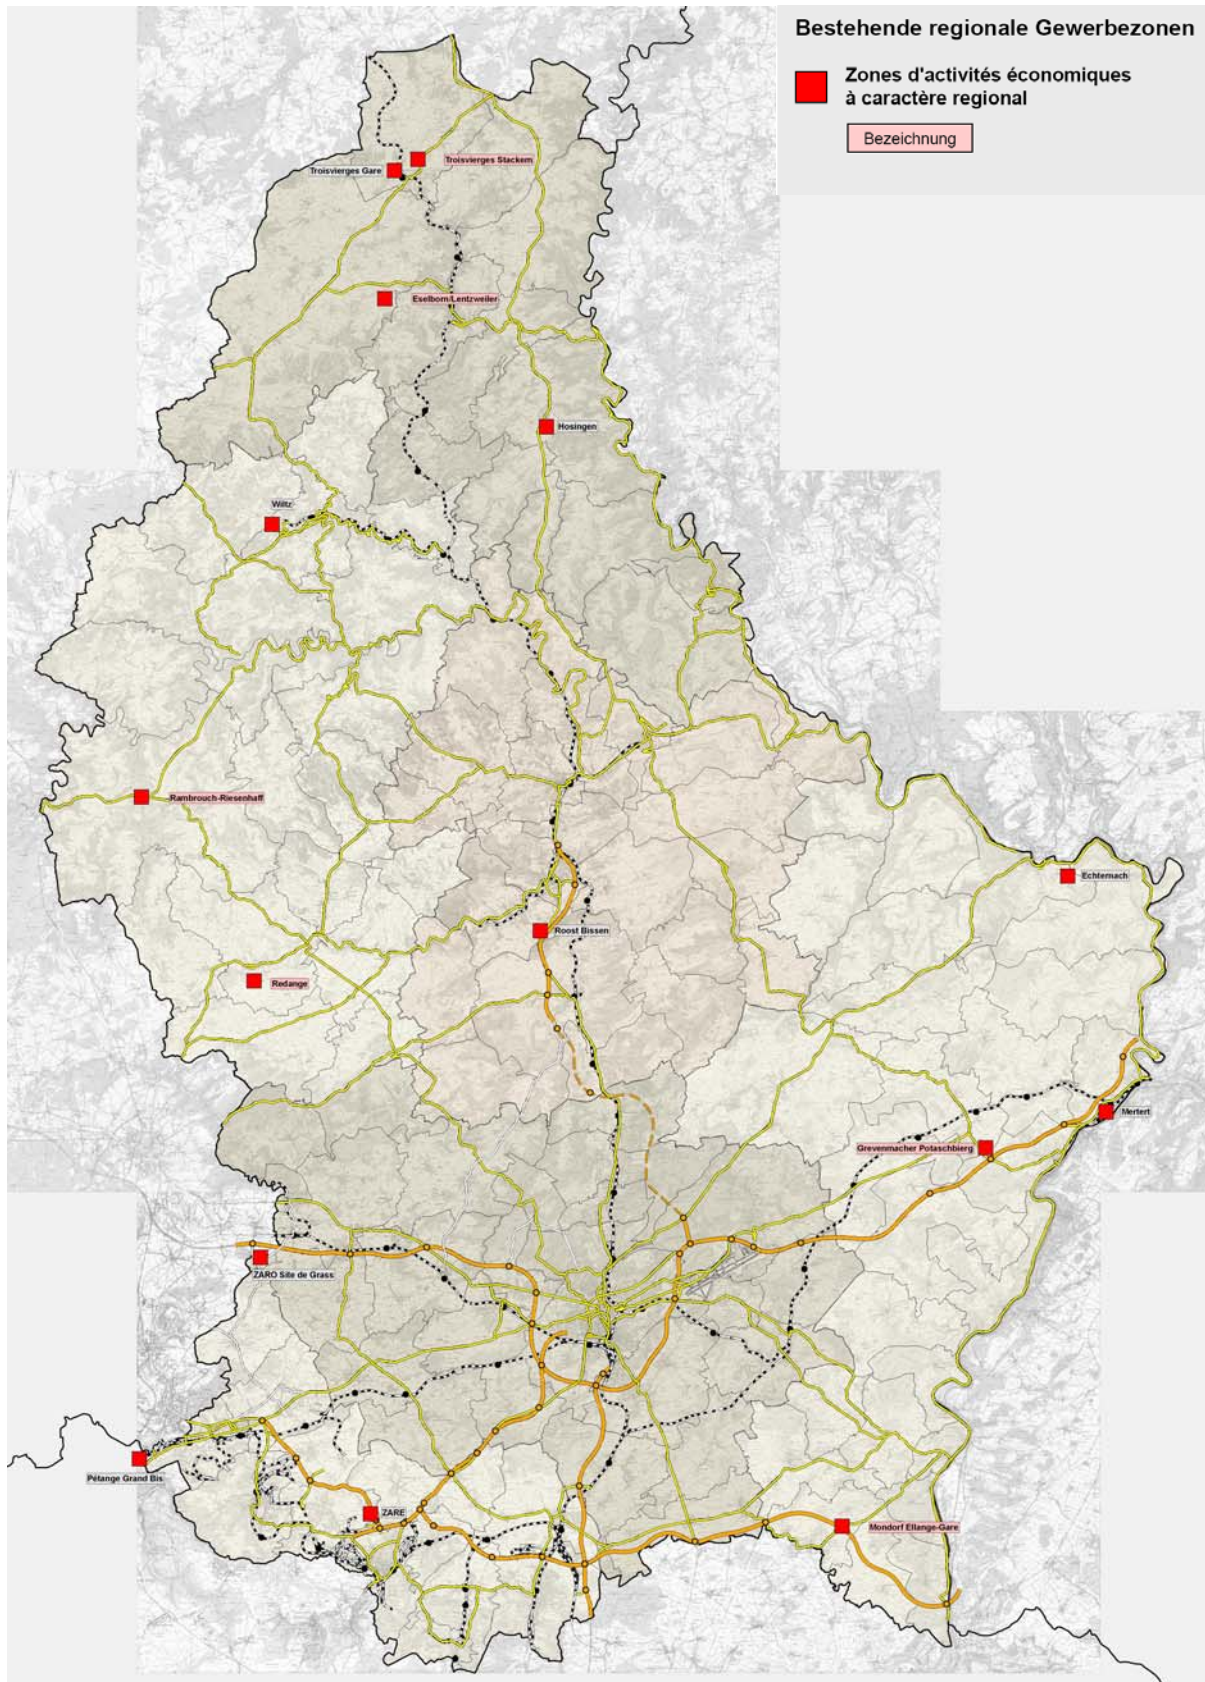 Bestehende regionale Gewerbezonen
Zones d'activités économiques
à caractère regional
Bezeichnung
Troisvierges Stackem
Troisvierges Gare
Eselborn/Lentzweiler
Hosingen
Wiltz
Rambrouch-Riesenhaff
Echternach
Roost Bissen
Redange
Mertert
Grevenmacher Potaschbierg
ZARO Site de Grass
Pétange Grand Bis
ZARE
Mondorf Ellange-Gare